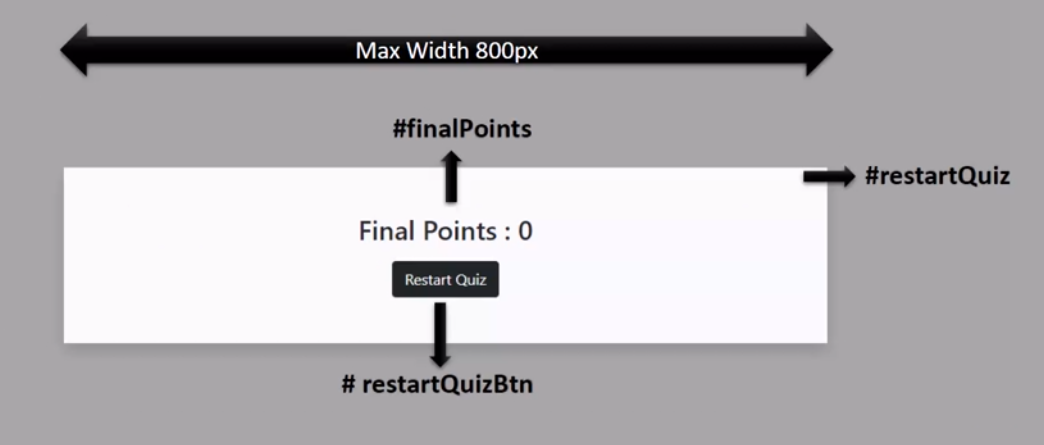 Max Width 800px
#finalPoints
#restartQuiz
Final Points : 0
Restart Quiz
# restartQuizBtn